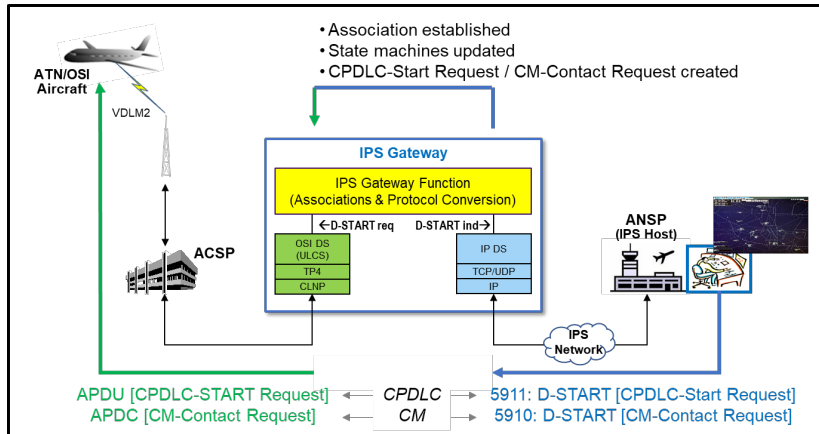 • Association established
• State machines updated
• CPDLC-Start Request / CM-Contact Request created
ATN/OSI
Aircraft
VDLM2
IPS Gateway
IPS Gateway Function
(Associations & Protocol Conversion)
←D-START req
D-START ind→
OSI DS
(ULCS)
TP4
CLNP
IP DS
TCP/UDP
IP
ACSP
ANSP
(IPS Host)
IPS
Network
APDU [CPDLC-START Request]
CPDLC
5911: D-START [CPDLC-Start Request]
APDC [CM-Contact Request]
CM
5910: D-START [CM-Contact Request]